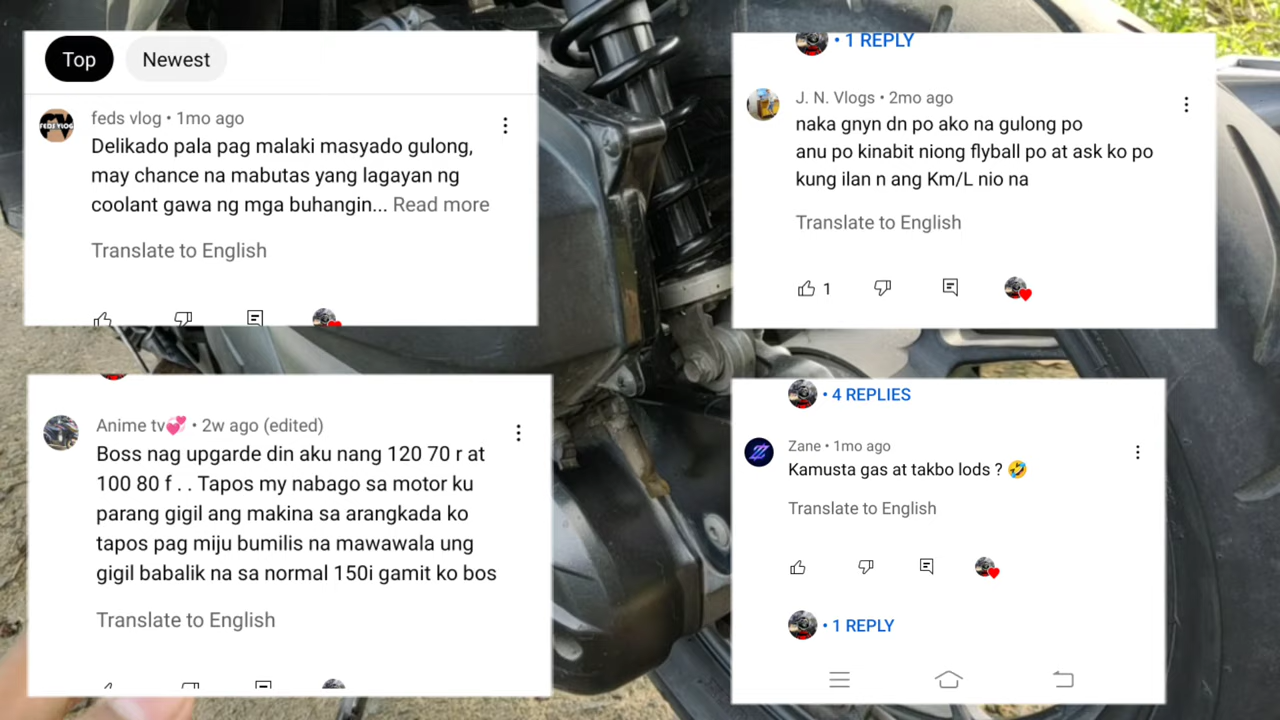 Top
Newest
feds vlog • 1mo ago
Delikado pala pag malaki masyado gulong,
may chance na mabutas yang lagayan ng
coolant gawa ng mga buhangin... Read more
Translate to English
FEDS VLOG
• 1 REPLY
J. N. Vlogs • 2mo ago
naka gnyn dn po ako na gulong po
anu po kinabit niong flyball po at ask ko po
kung ilan n ang Km/L nio na
Translate to English
1
Anime tv💞 • 2w ago (edited)
Boss nag upgarde din aku nang 120 70 r at
100 80 f . . Tapos my nabago sa motor ku
parang gigil ang makina sa arangkada ko
tapos pag miju bumilis na mawawala ung
gigil babalik na sa normal 150i gamit ko bos
Translate to English
• 4 REPLIES
Zane • 1mo ago
Kamusta gas at takbo lods ? 🤣
Translate to English
• 1 REPLY